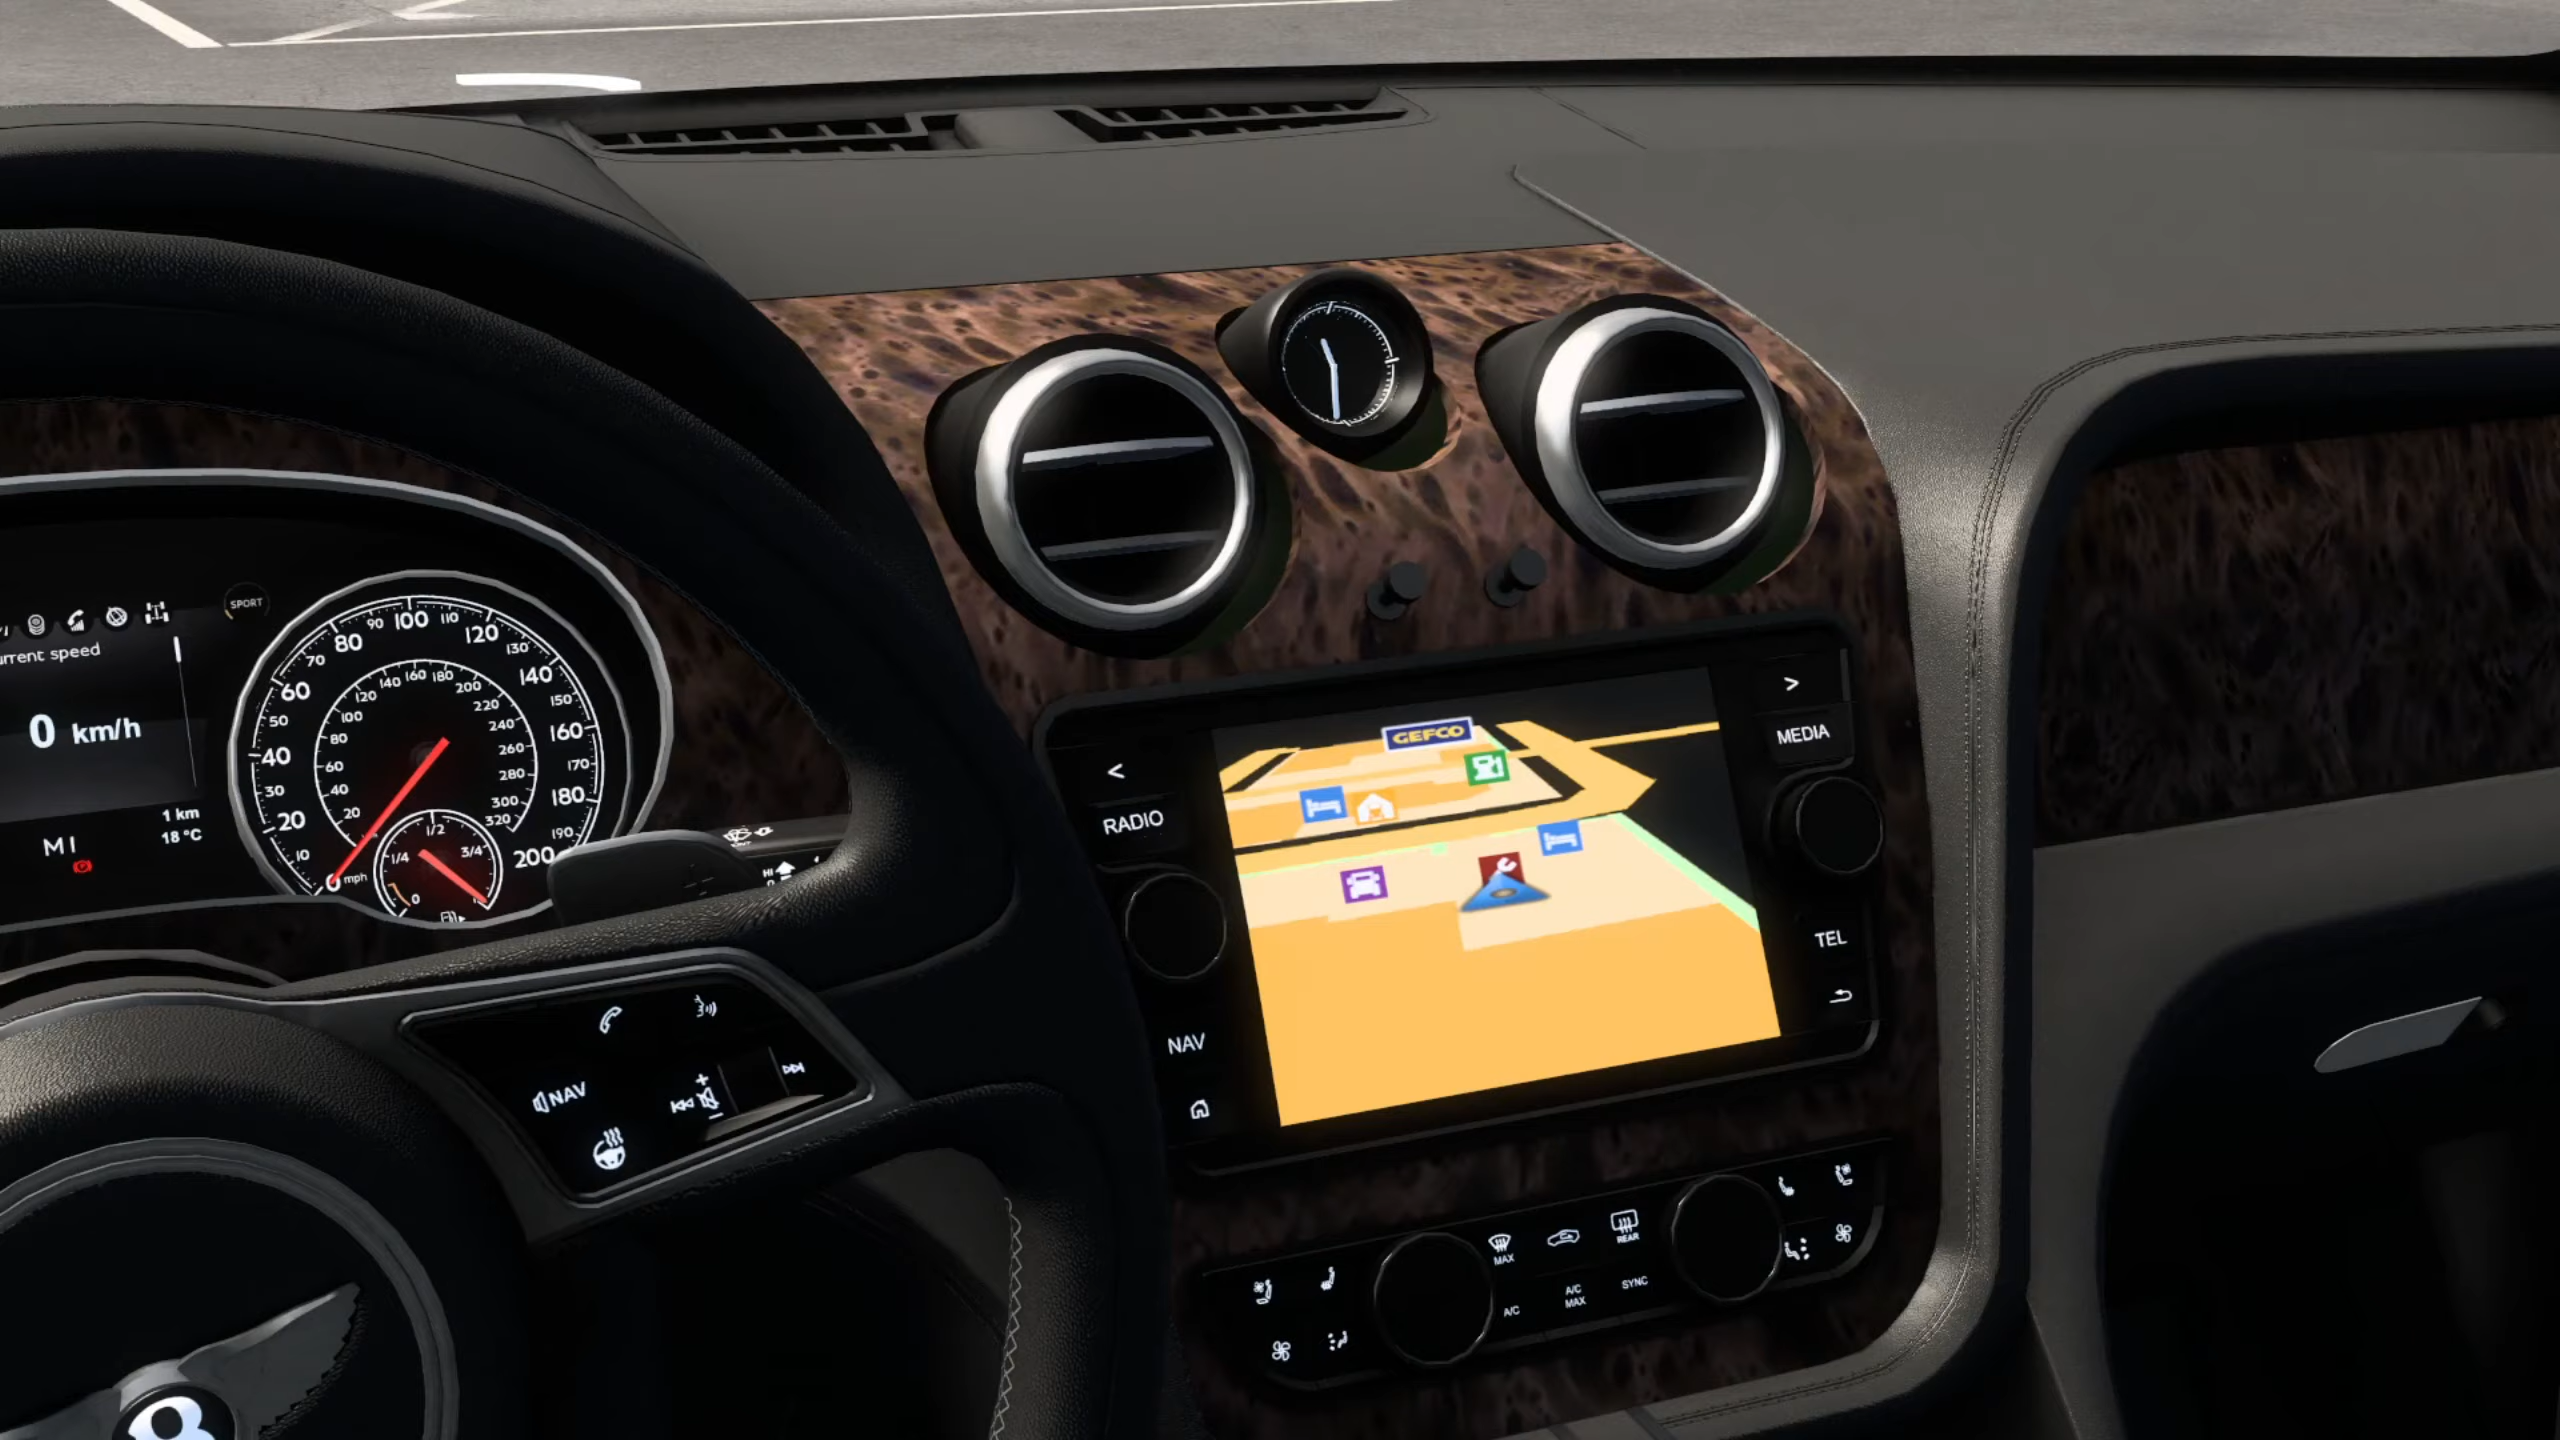 SPORT
urrent speed
0 km/h
M1
1 km
18 °C
10
20
30
40
50
60
70
80
90
100
110
120
130
140
150
160
170
180
190
200
20
40
60
80
100
120
140
160
180
200
220
240
260
280
300
320
0 mph
0
1/4
1/2
3/4
HI
NAV
+
−
<
RADIO
NAV
GEFCO
>
MEDIA
TEL
MAX
REAR
A/C
A/C
MAX
SYNC
B